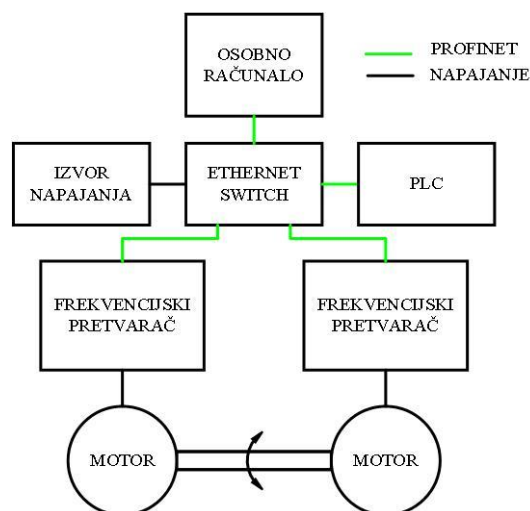 OSOBNO
RAČUNALO
PROFINET
NAPAJANJE
IZVOR
NAPAJANJA
ETHERNET
SWITCH
PLC
FREKVENCIJSKI
PRETVARAČ
FREKVENCIJSKI
PRETVARAČ
MOTOR
MOTOR